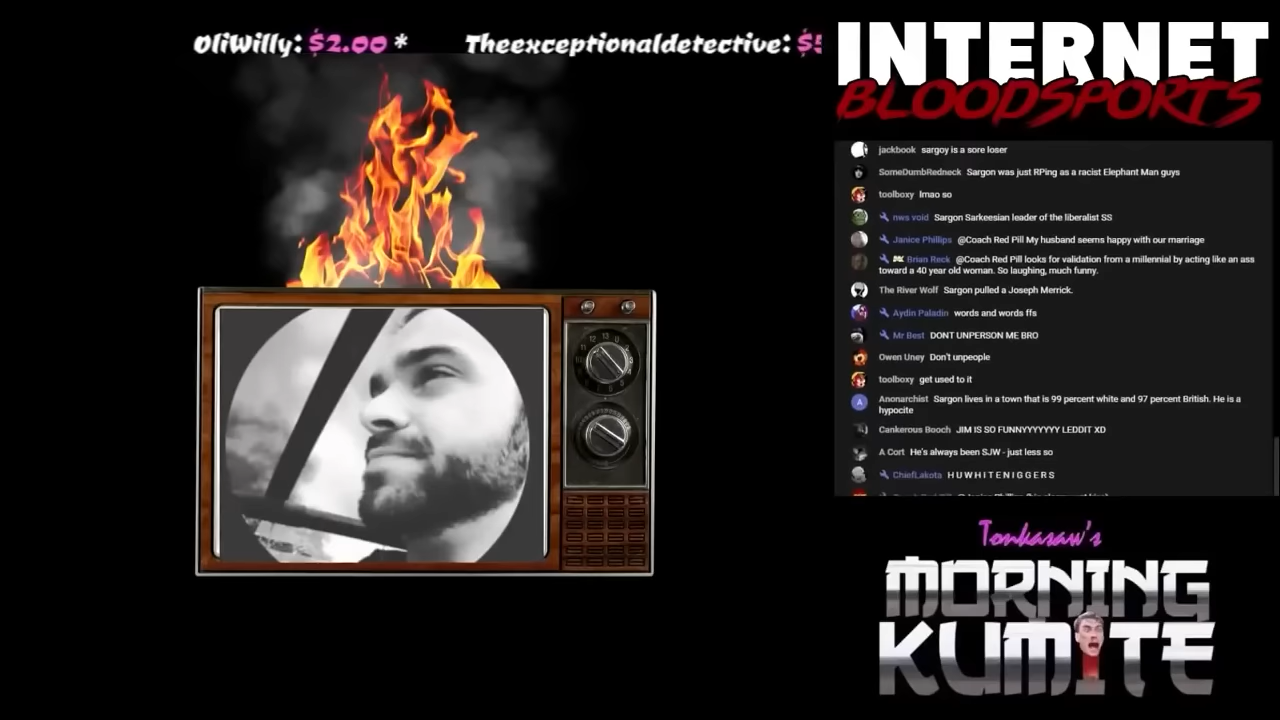 OliWilly: $2.00 * Theexceptionaldetective: $5
INTERNET
BLOODSPORTS
jackbook sargoy is a sore loser
SomeDumbRedneck Sargon was just RPing as a racist Elephant Man guys
toolboxy lmao so
nws void Sargon Sarkeesian leader of the liberalist SS
Janice Phillips @Coach Red Pill My husband seems happy with our marriage
Brian Reck @Coach Red Pill looks for validation from a millennial by acting like an ass
toward a 40 year old woman. So laughing, much funny.
The River Wolf Sargon pulled a Joseph Merrick.
Aydin Paladin words and words ffs
Mr Best DONT UNPERSON ME BRO
Owen Uney Don't unpeople
toolboxy get used to it
A
Anonarchist Sargon lives in a town that is 99 percent white and 97 percent British. He is a
hypocite
Cankerous Booch JIM IS SO FUNNYYYYYY LEDDIT XD
A Cort He's always been SJW - just less so
ChiefLakota H U W H I T E N I G G E R S
Tonkasaw's
MORNING
KUMITE